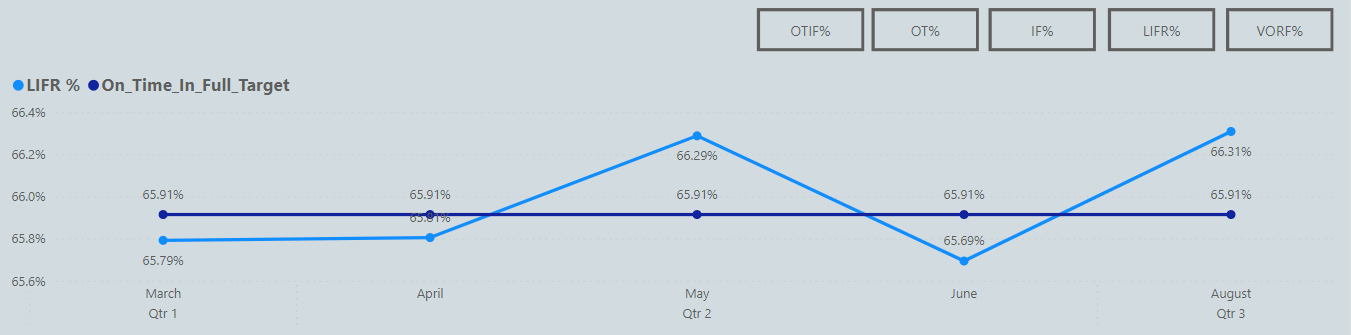 OTIF% OT% IF% LIFR% VORF%
LIFR % On_Time_In_Full_Target
66.4%
66.2%
66.0%
65.8%
65.6%
65.91% 65.91% 65.91% 65.91% 65.91%
65.79% 65.81% 66.29% 65.69% 66.31%
March April May June August
Qtr 1 Qtr 2 Qtr 3